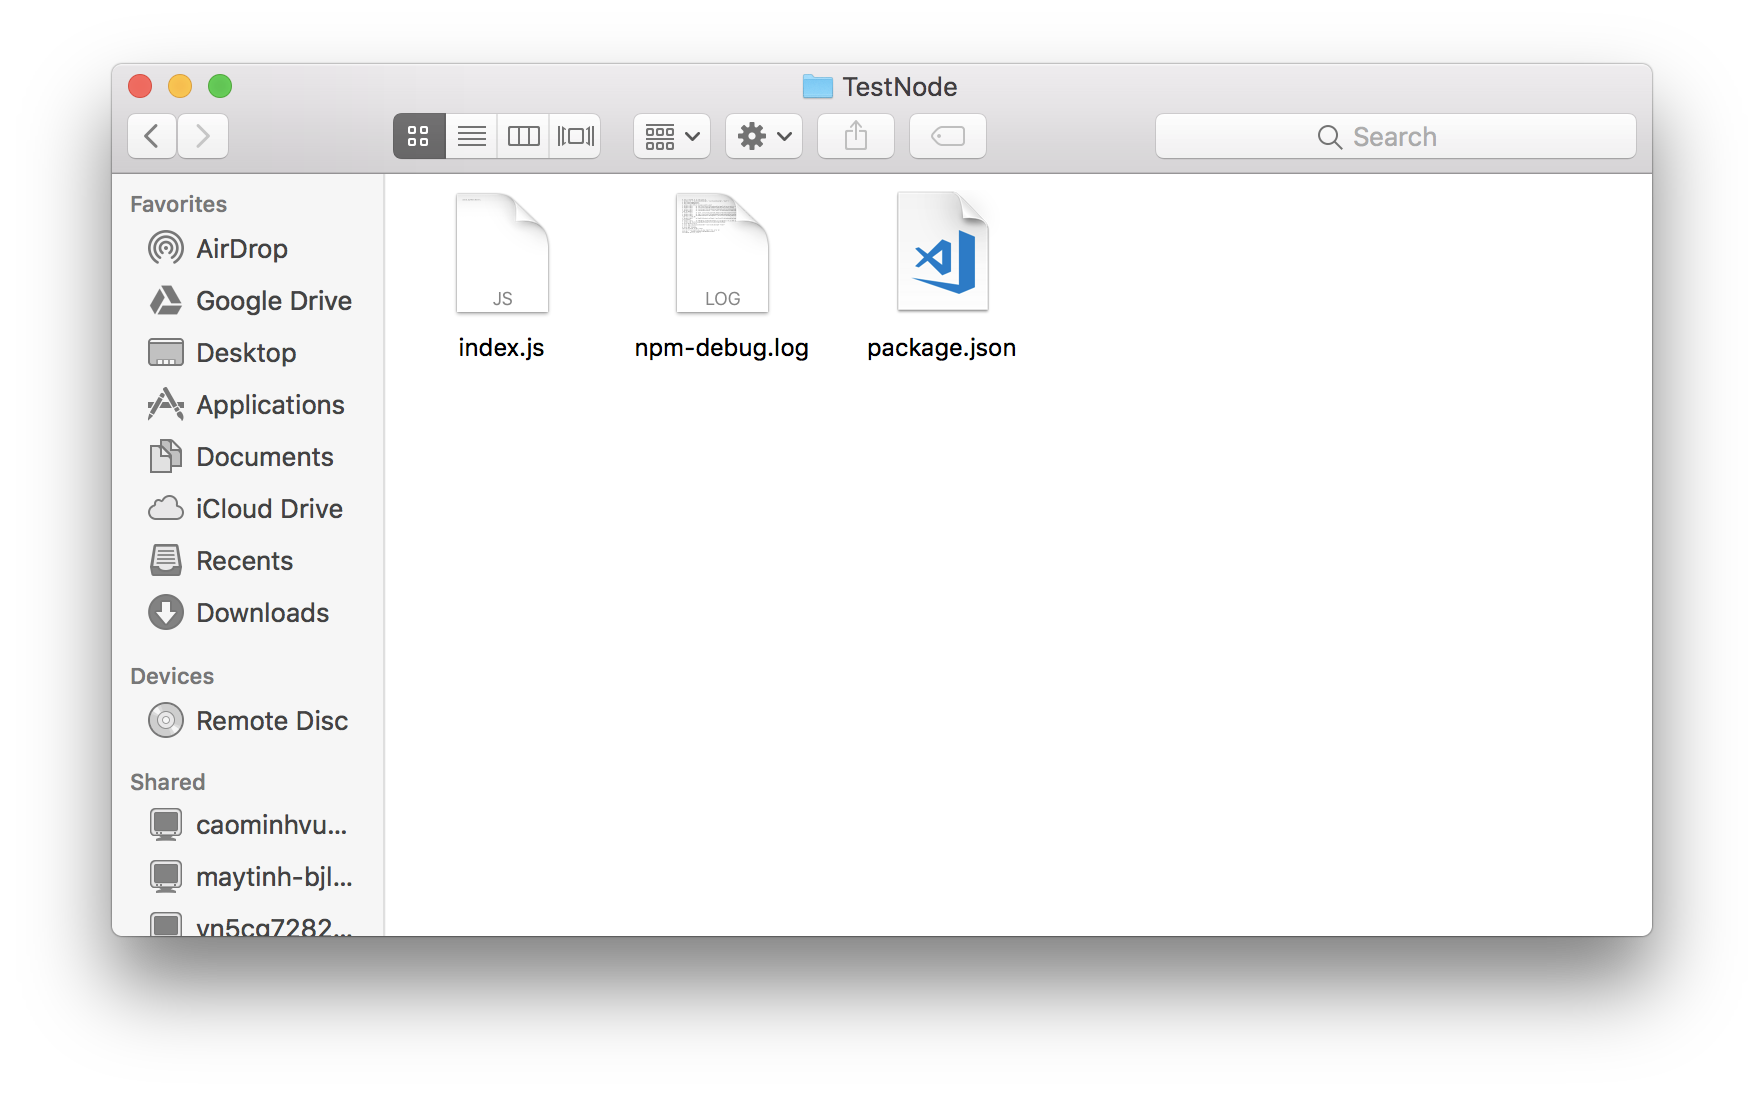 TestNode
Search
Favorites
AirDrop
Google Drive
Desktop
Applications
Documents
iCloud Drive
Recents
Downloads
Devices
Remote Disc
Shared
caominhvu...
maytinh-bjl...
vn5cg7282...
JS
LOG
index.js
npm-debug.log
package.json